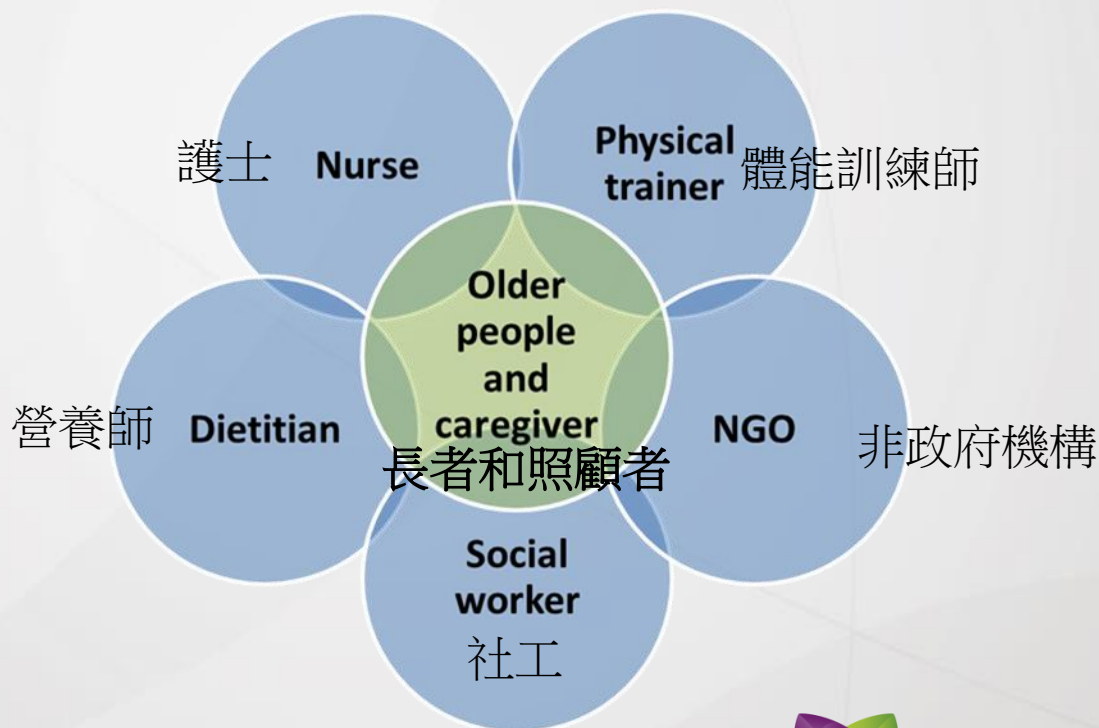 護士
Nurse
Physical
trainer
體能訓練師
Older
people
and
caregiver
長者和照顧者
營養師
Dietitian
NGO
非政府機構
Social
worker
社工